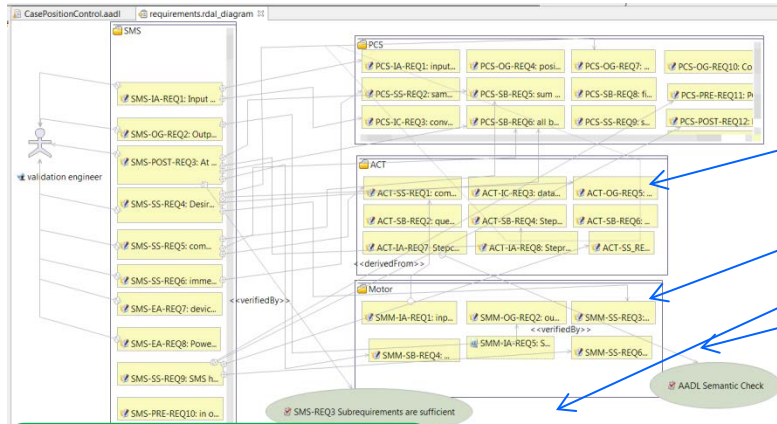 CasePositionControl.aadl
requirements.rdal_diagram
SMS
SMS-IA-REQ1: Input ...
SMS-OG-REQ2: Outp...
SMS-POST-REQ3: At ...
SMS-SS-REQ4: Desir...
SMS-SS-REQ5: com...
SMS-SS-REQ6: imme...
SMS-EA-REQ7: devic...
SMS-EA-REQ8: Powe...
SMS-SS-REQ9: SMS h...
SMS-PRE-REQ10: in o...
validation engineer
PCS
PCS-IA-REQ1: input...
PCS-OG-REQ4: posi...
PCS-OG-REQ7: ...
PCS-OG-REQ10: Co
PCS-SS-REQ2: sam...
PCS-SB-REQ5: sum ...
PCS-SB-REQ8: fi...
PCS-PRE-REQ11:
PCS-IC-REQ3: conv...
PCS-SB-REQ6: all b...
PCS-SS-REQ9: s...
PCS-POST-REQ12:
ACT
ACT-SS-REQ1: com...
ACT-IC-REQ3: data...
ACT-OG-REQ5: ...
ACT-SB-REQ2: que...
ACT-SB-REQ4: Step...
ACT-SB-REQ6: ...
ACT-IA-REQ7: Stepc...
ACT-IA-REQ8: Stepr...
ACT-SS_RE...
<<derivedFrom>>
Motor
<<verifiedBy>>
SMM-IA-REQ1: inp...
SMM-OG-REQ2: ou...
SMM-SS-REQ3:...
<<verifiedBy>>
SMM-SB-REQ4: ...
SMM-IA-REQ5: S...
SMM-SS-REQ6...
AADL Semantic Check
SMS-REQ3 Subrequirements are sufficient